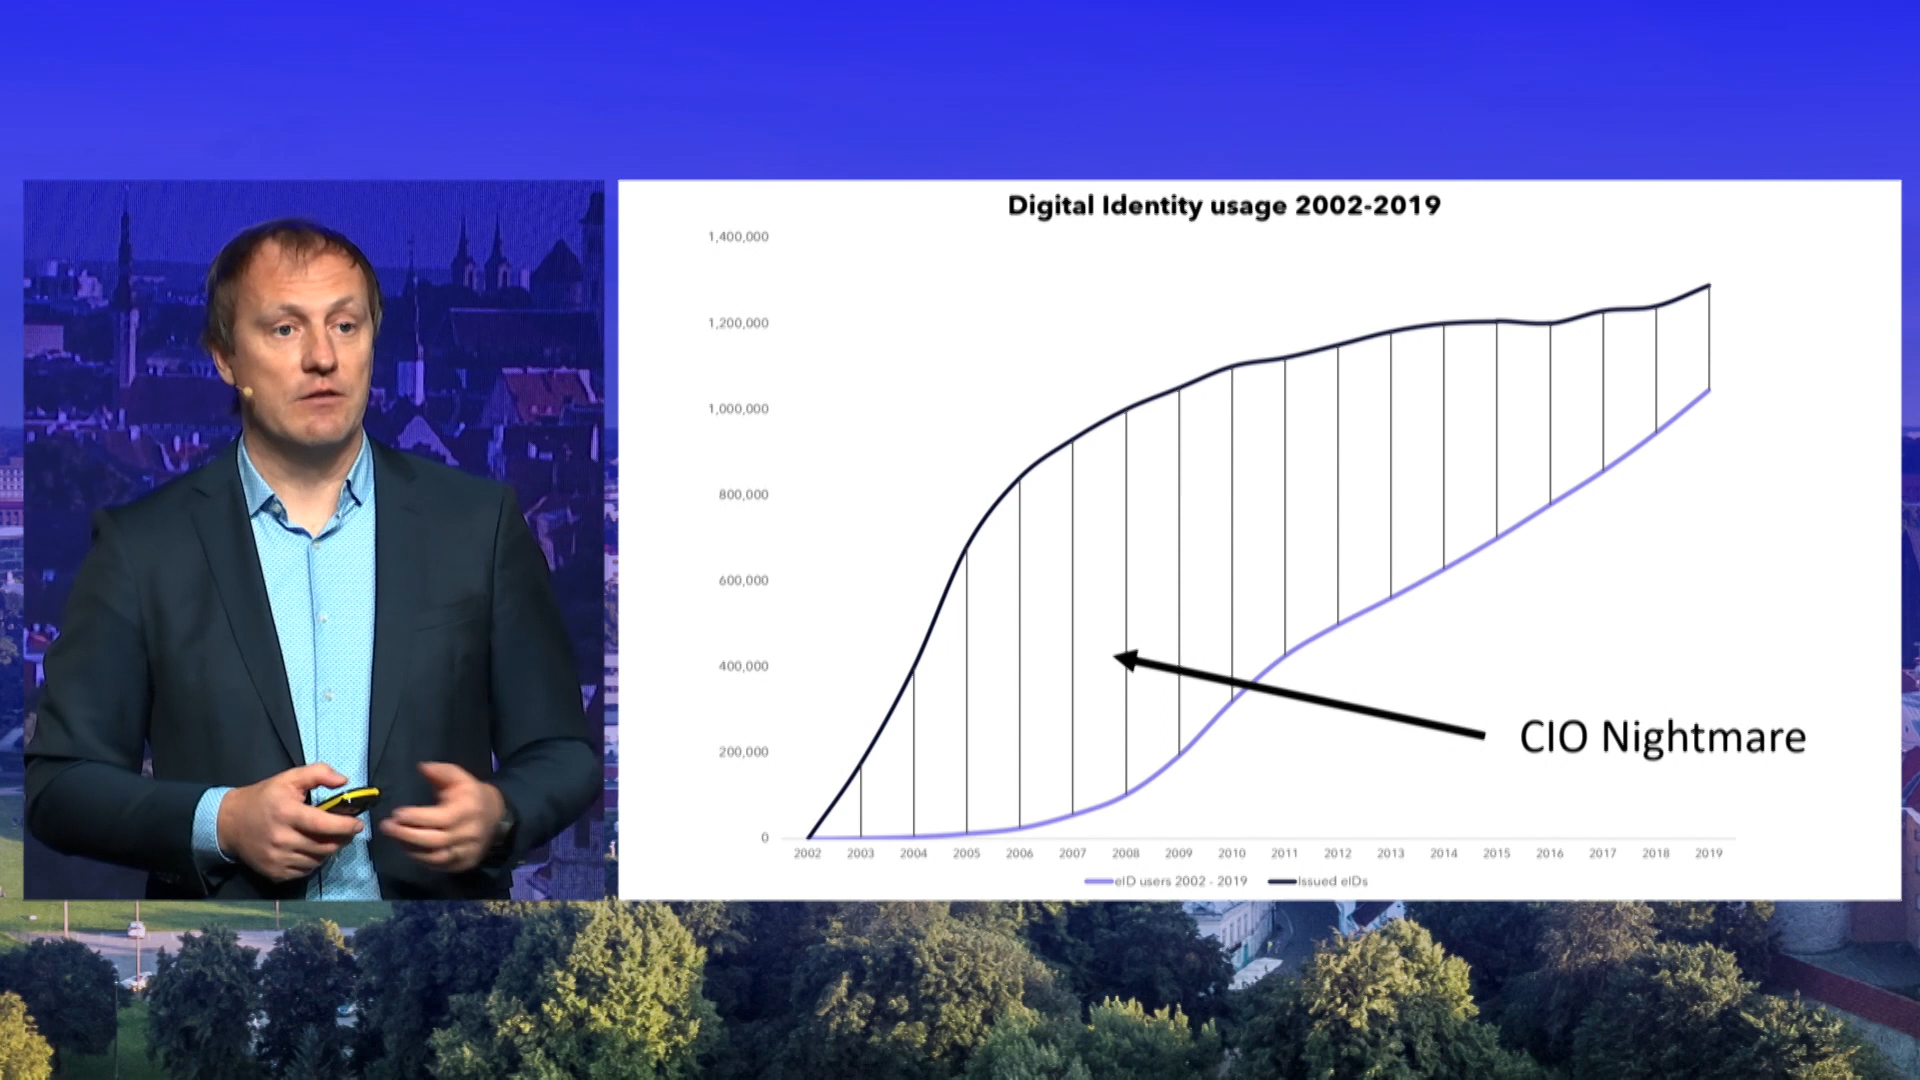 Digital Identity usage 2002-2019
1,400,000
1,200,000
1,000,000
800,000
600,000
400,000
200,000
0
CIO Nightmare
2002 2003 2004 2005 2006 2007 2008 2009 2010 2011 2012 2013 2014 2015 2016 2017 2018 2019
eID users 2002 - 2019 Issued eIDs